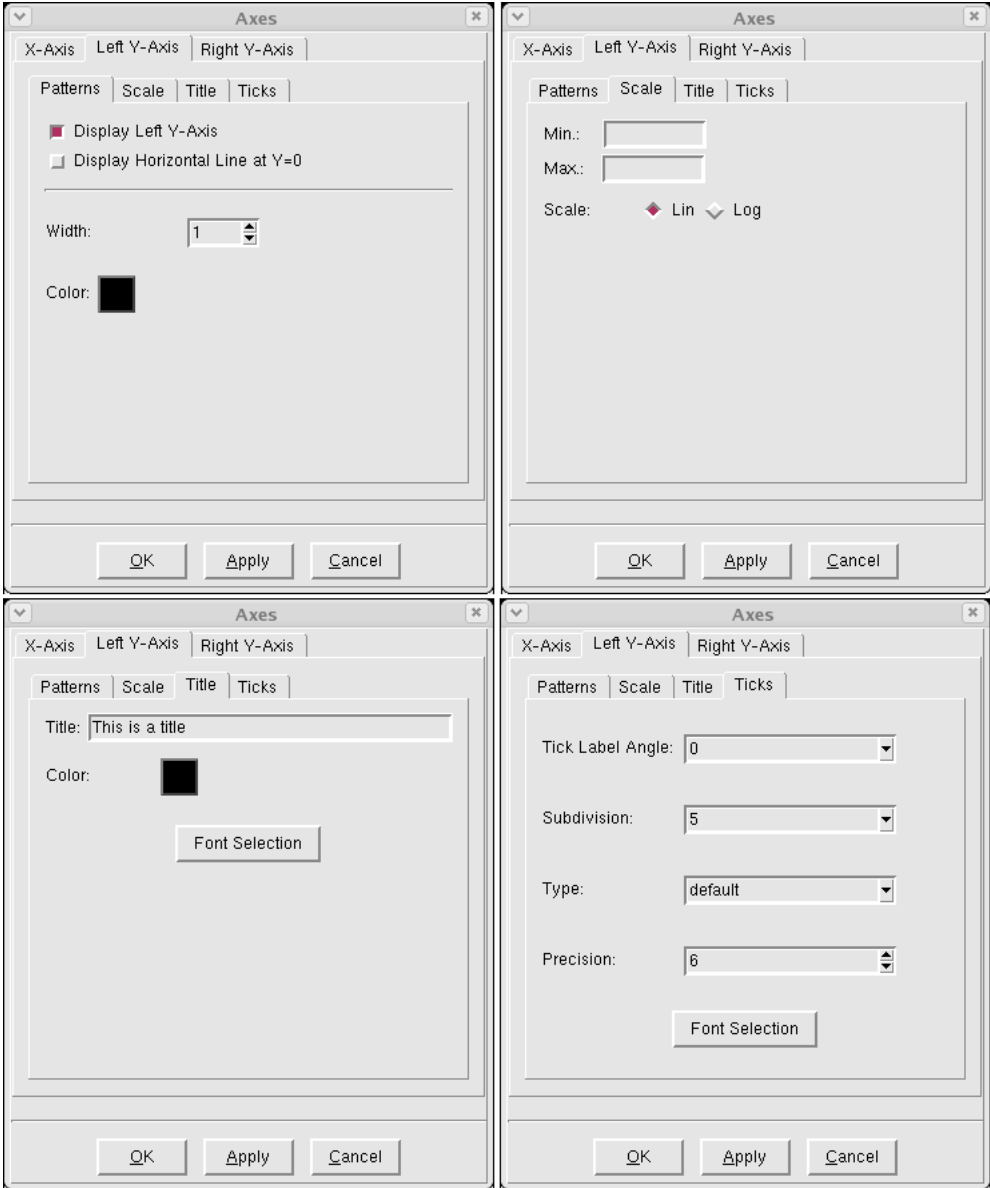 Axes
X-Axis Left Y-Axis Right Y-Axis
Patterns Scale Title Ticks
Display Left Y-Axis
Display Horizontal Line at Y=0
Width: 1
Color:
OK Apply Cancel
Axes
X-Axis Left Y-Axis Right Y-Axis
Patterns Scale Title Ticks
Min.:
Max.:
Scale: Lin Log
OK Apply Cancel
Axes
X-Axis Left Y-Axis Right Y-Axis
Patterns Scale Title Ticks
Title: This is a title
Color:
Font Selection
OK Apply Cancel
Axes
X-Axis Left Y-Axis Right Y-Axis
Patterns Scale Title Ticks
Tick Label Angle: 0
Subdivision: 5
Type: default
Precision: 6
Font Selection
OK Apply Cancel